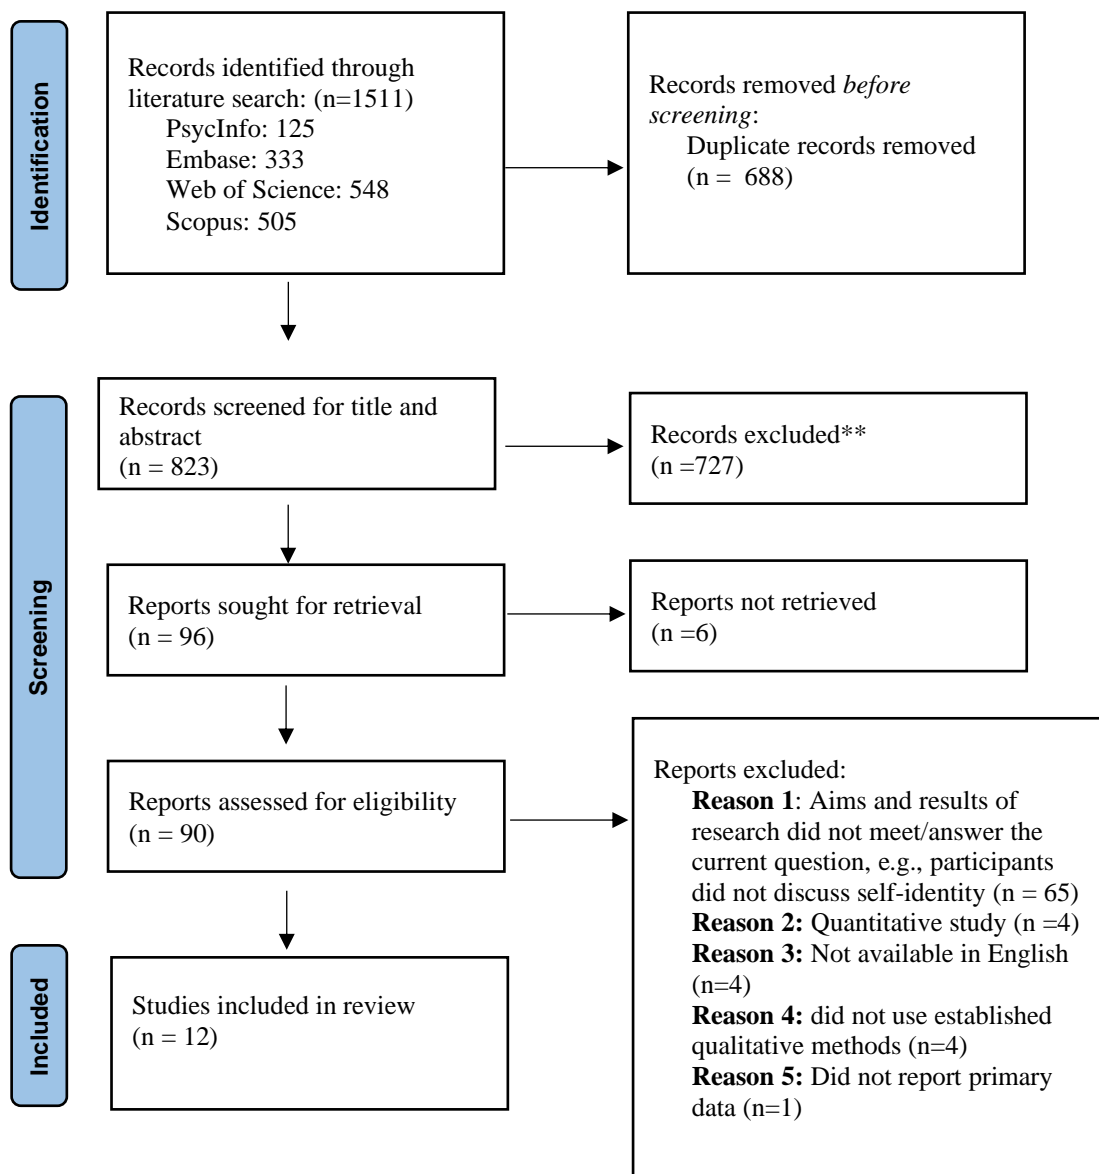 Identification
Records identified through
literature search: (n=1511)
PsycInfo: 125
Embase: 333
Web of Science: 548
Scopus: 505
Records removed before
screening:
Duplicate records removed
(n = 688)
Screening
Records screened for title and
abstract
(n = 823)
Records excluded**
(n =727)
Reports sought for retrieval
(n = 96)
Reports not retrieved
(n =6)
Reports assessed for eligibility
(n = 90)
Reports excluded:
Reason 1: Aims and results of
research did not meet/answer the
current question, e.g., participants
did not discuss self-identity (n = 65)
Reason 2: Quantitative study (n =4)
Reason 3: Not available in English
(n=4)
Reason 4: did not use established
qualitative methods (n=4)
Reason 5: Did not report primary
data (n=1)
Included
Studies included in review
(n = 12)